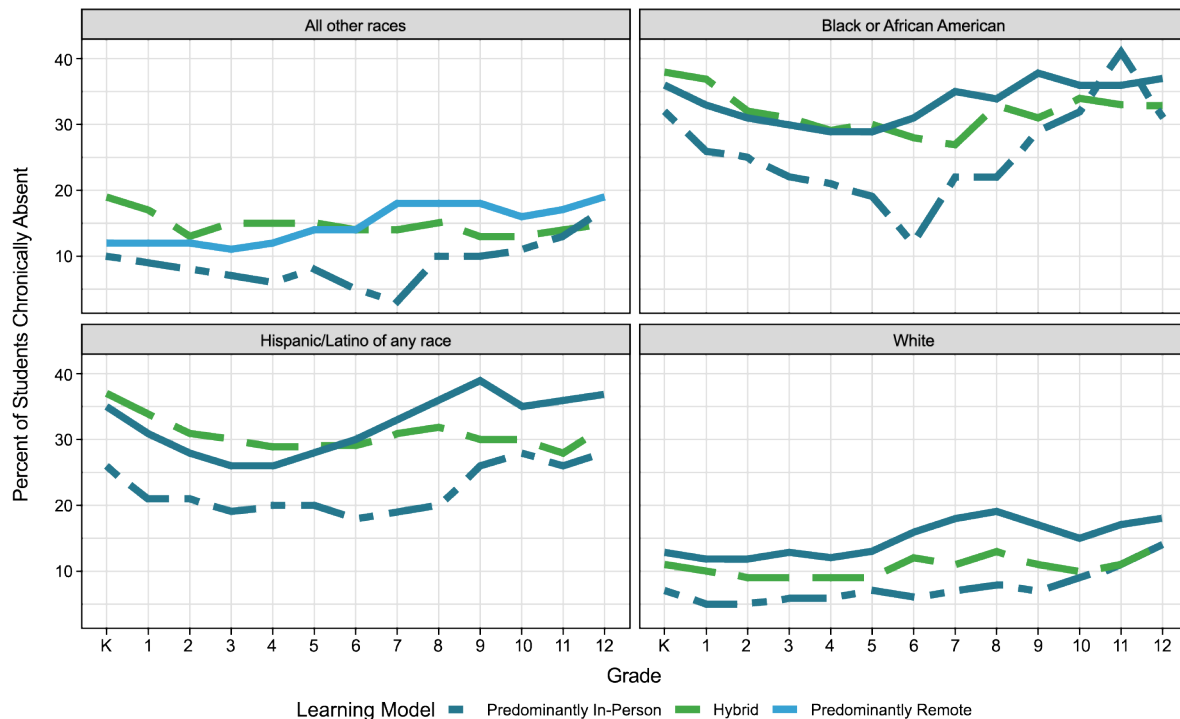 All other races
Black or African American
40
30
20
10
Hispanic/Latino of any race
White
40
30
20
10
K 1 2 3 4 5 6 7 8 9 10 11 12
K 1 2 3 4 5 6 7 8 9 10 11 12
Percent of Students Chronically Absent
Grade
Learning Model Predominantly In-Person Hybrid Predominantly Remote